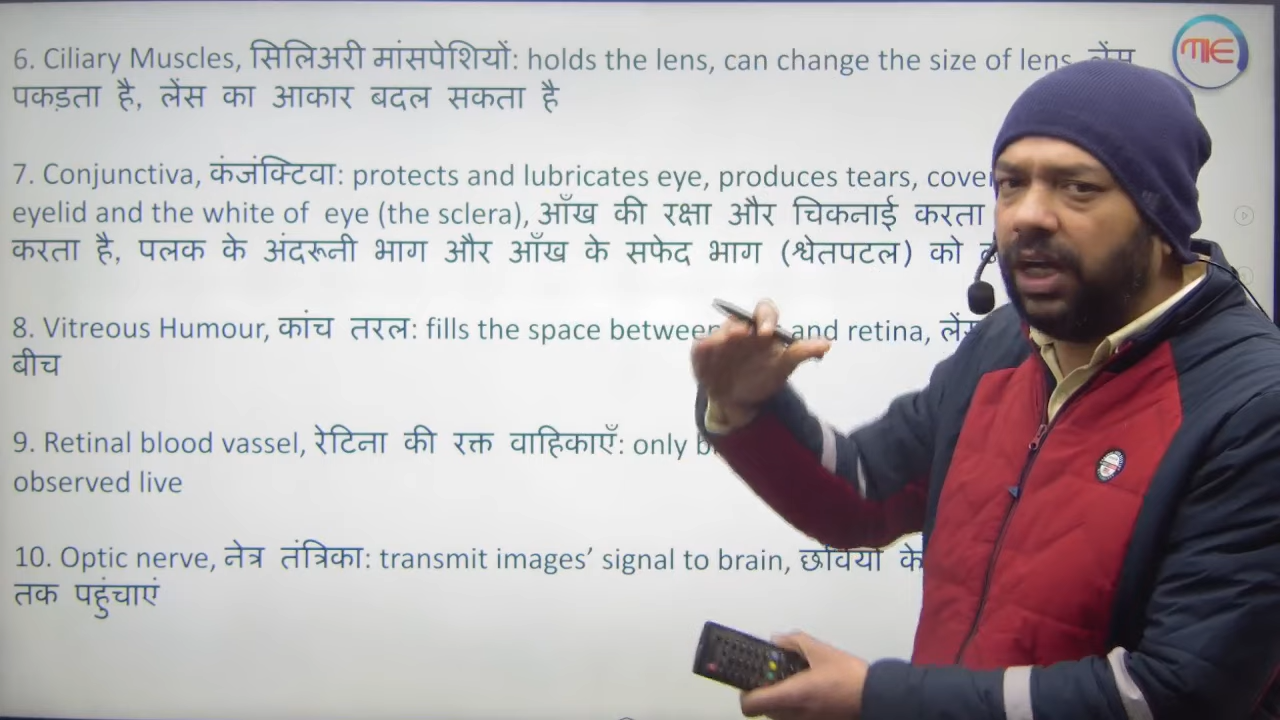 6. Ciliary Muscles, सिलिअरी मांसपेशियों: holds the lens, can change the size of lens, लेंस
पकड़ता है, लेंस का आकार बदल सकता है
7. Conjunctiva, कंजंक्टिवा: protects and lubricates eye, produces tears,
eyelid and the white of eye (the sclera), आँख की रक्षा और चिकनाई करता
करता है, पलक के अंदरूनी भाग और आँख के सफेद भाग (श्वेतपटल) को
8. Vitreous Humour, कांच तरल: fills the space between and retina,
बीच
9. Retinal blood vassel, रेटिना की रक्त वाहिकाएँ: only
observed live
10. Optic nerve, नेत्र तंत्रिका: transmit images’ signal to brain, छवियों के
तक पहुंचाएं